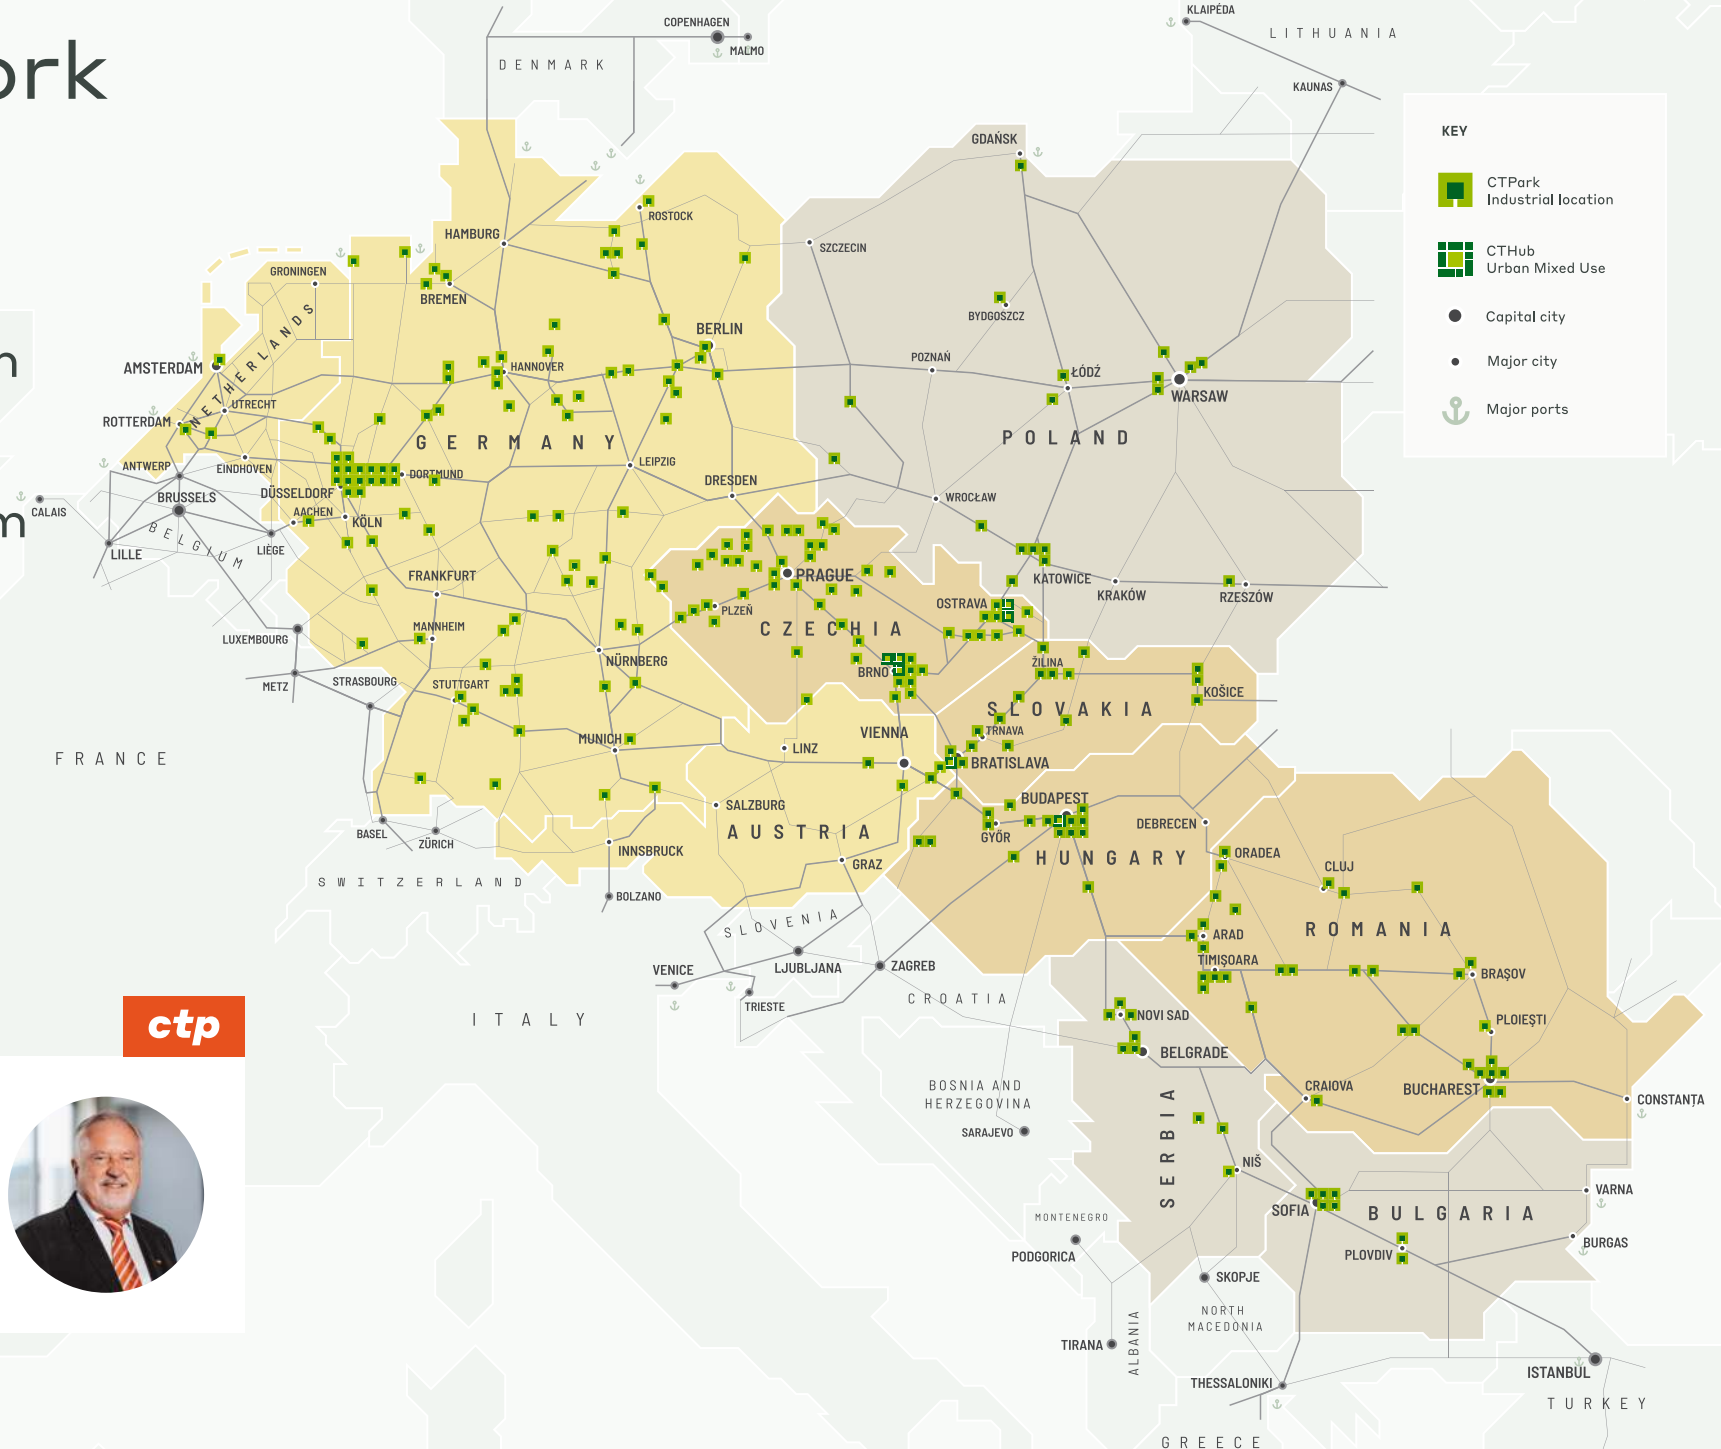 COPENHAGEN
MALMO
DENMARK
KLAIPÉDA
LITHUANIA
KAUNAS
ork
KEY
CTPark
Industrial location
CTHub
Urban Mixed Use
Capital city
Major city
Major ports
GDAŃSK
ROSTOCK
HAMBURG
SZCZECIN
GRONINGEN
BREMEN
BYDGOSZCZ
BERLIN
n
AMSTERDAM
NETHERLANDS
HANNOVER
POZNAŃ
ŁÓDŹ
WARSAW
UTRECHT
ROTTERDAM
GERMANY
POLAND
ANTWERP
EINDHOVEN
DORTMUND
LEIPZIG
DRESDEN
BRUSSELS
DÜSSELDORF
WROCŁAW
CALAIS
m
AACHEN
KÖLN
BELGIUM
LILLE
LIÈGE
FRANKFURT
PRAGUE
KATOWICE
KRAKÓW
RZESZÓW
OSTRAVA
PLZEŇ
LUXEMBOURG
MANNHEIM
CZECHIA
NÜRNBERG
ŽILINA
BRNO
METZ
STRASBOURG
STUTTGART
KOŠICE
SLOVAKIA
FRANCE
MUNICH
LINZ
VIENNA
TRNAVA
BRATISLAVA
SALZBURG
BUDAPEST
BASEL
ZÜRICH
AUSTRIA
GYŐR
DEBRECEN
INNSBRUCK
GRAZ
HUNGARY
ORADEA
CLUJ
SWITZERLAND
BOLZANO
SLOVENIA
ROMANIA
ARAD
VENICE
LJUBLJANA
ZAGREB
TIMIŞOARA
BRAŞOV
TRIESTE
CROATIA
ITALY
NOVI SAD
PLOIEŞTI
ctp
BELGRADE
BOSNIA AND
HERZEGOVINA
CRAIOVA
BUCHAREST
CONSTANȚA
SARAJEVO
SERBIA
NIŠ
VARNA
MONTENEGRO
SOFIA
BULGARIA
PODGORICA
PLOVDIV
BURGAS
SKOPJE
NORTH
MACEDONIA
TIRANA
ALBANIA
ISTANBUL
THESSALONIKI
TURKEY
GREECE